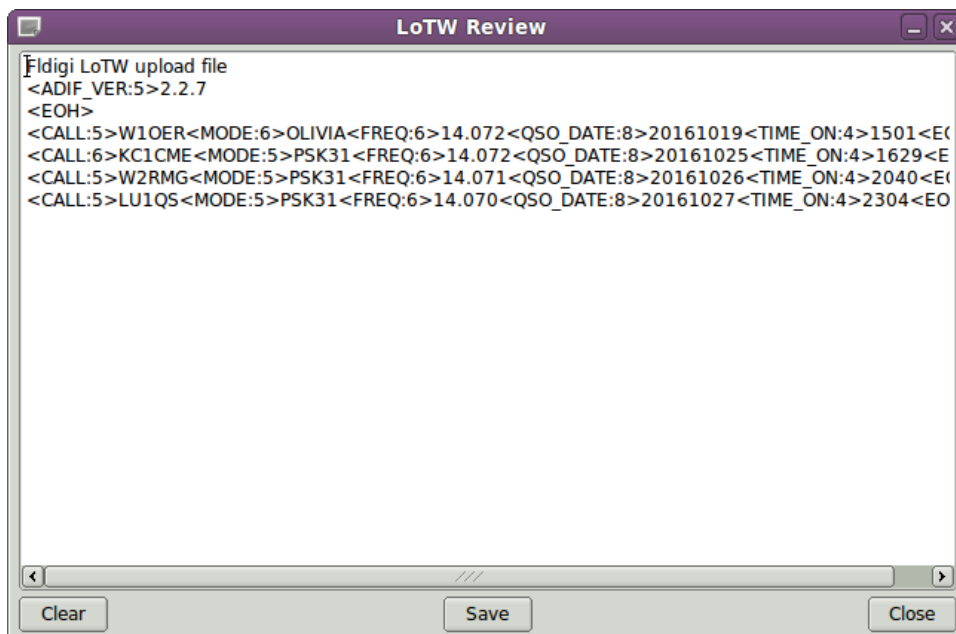 LoTW Review
Fldigi LoTW upload file
<ADIF_VER:5>2.2.7
<EOH>
<CALL:5>W1OER<MODE:6>OLIVIA<FREQ:6>14.072<QSO_DATE:8>20161019<TIME_ON:4>1501<EO
<CALL:6>KC1CME<MODE:5>PSK31<FREQ:6>14.072<QSO_DATE:8>20161025<TIME_ON:4>1629<E
<CALL:5>W2RMG<MODE:5>PSK31<FREQ:6>14.071<QSO_DATE:8>20161026<TIME_ON:4>2040<EO
<CALL:5>LU1QS<MODE:5>PSK31<FREQ:6>14.070<QSO_DATE:8>20161027<TIME_ON:4>2304<EO
Clear Save Close